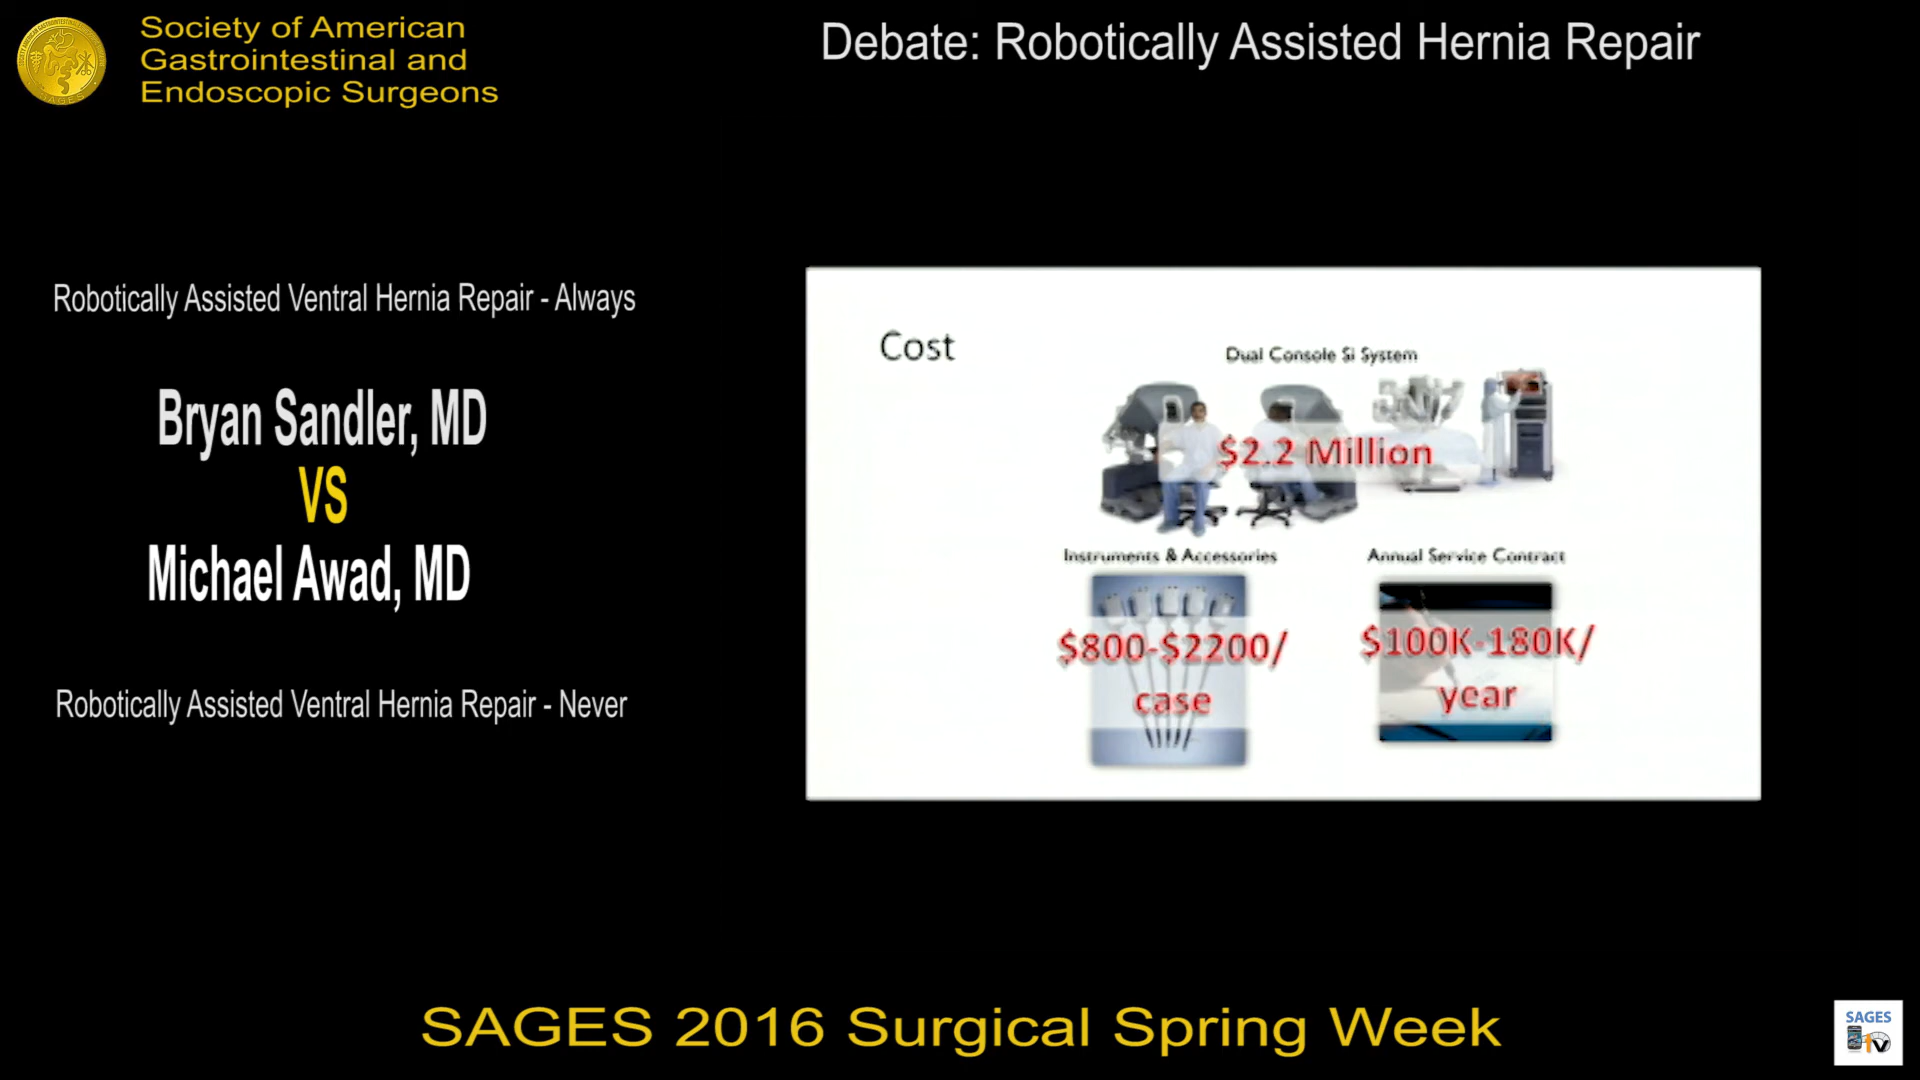 Society of American
Gastrointestinal and
Endoscopic Surgeons
SAGES
Debate: Robotically Assisted Hernia Repair
Robotically Assisted Ventral Hernia Repair - Always
Bryan Sandler, MD
VS
Michael Awad, MD
Robotically Assisted Ventral Hernia Repair - Never
Cost
Dual Console Si System
$2.2 Million
Instruments & Accessories
$800-$2200/
case
Annual Service Contract
$100K-180K/
year
SAGES 2016 Surgical Spring Week
SAGES
tv